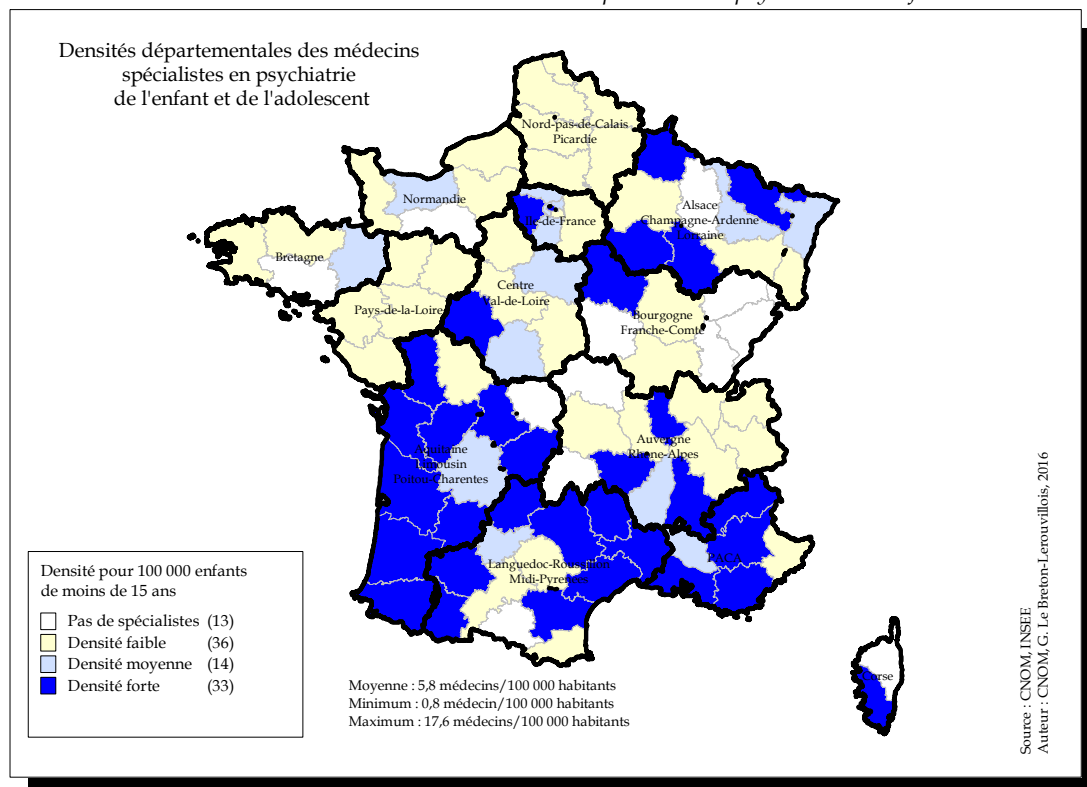 Densités départementales des médecins
spécialistes en psychiatrie
de l'enfant et de l'adolescent
Nord-pas-de-Calais
Picardie
Normandie
Ile-de-France
Alsace
Champagne-Ardenne
Lorraine
Bretagne
Centre
Val-de-Loire
Pays-de-la-Loire
Bourgogne
Franche-Comté
Auvergne
Rhone-Alpes
Aquitaine
Limousin
Poitou-Charentes
Languedoc-Roussillon
Midi-Pyrénées
PACA
Corse
Densité pour 100 000 enfants
de moins de 15 ans
Pas de spécialistes (13)
Densité faible (36)
Densité moyenne (14)
Densité forte (33)
Moyenne : 5,8 médecins/100 000 habitants
Minimum : 0,8 médecin/100 000 habitants
Maximum : 17,6 médecins/100 000 habitants
Source : CNOM, INSEE
Auteur : CNOM, G. Le Breton-Lerouvillois, 2016